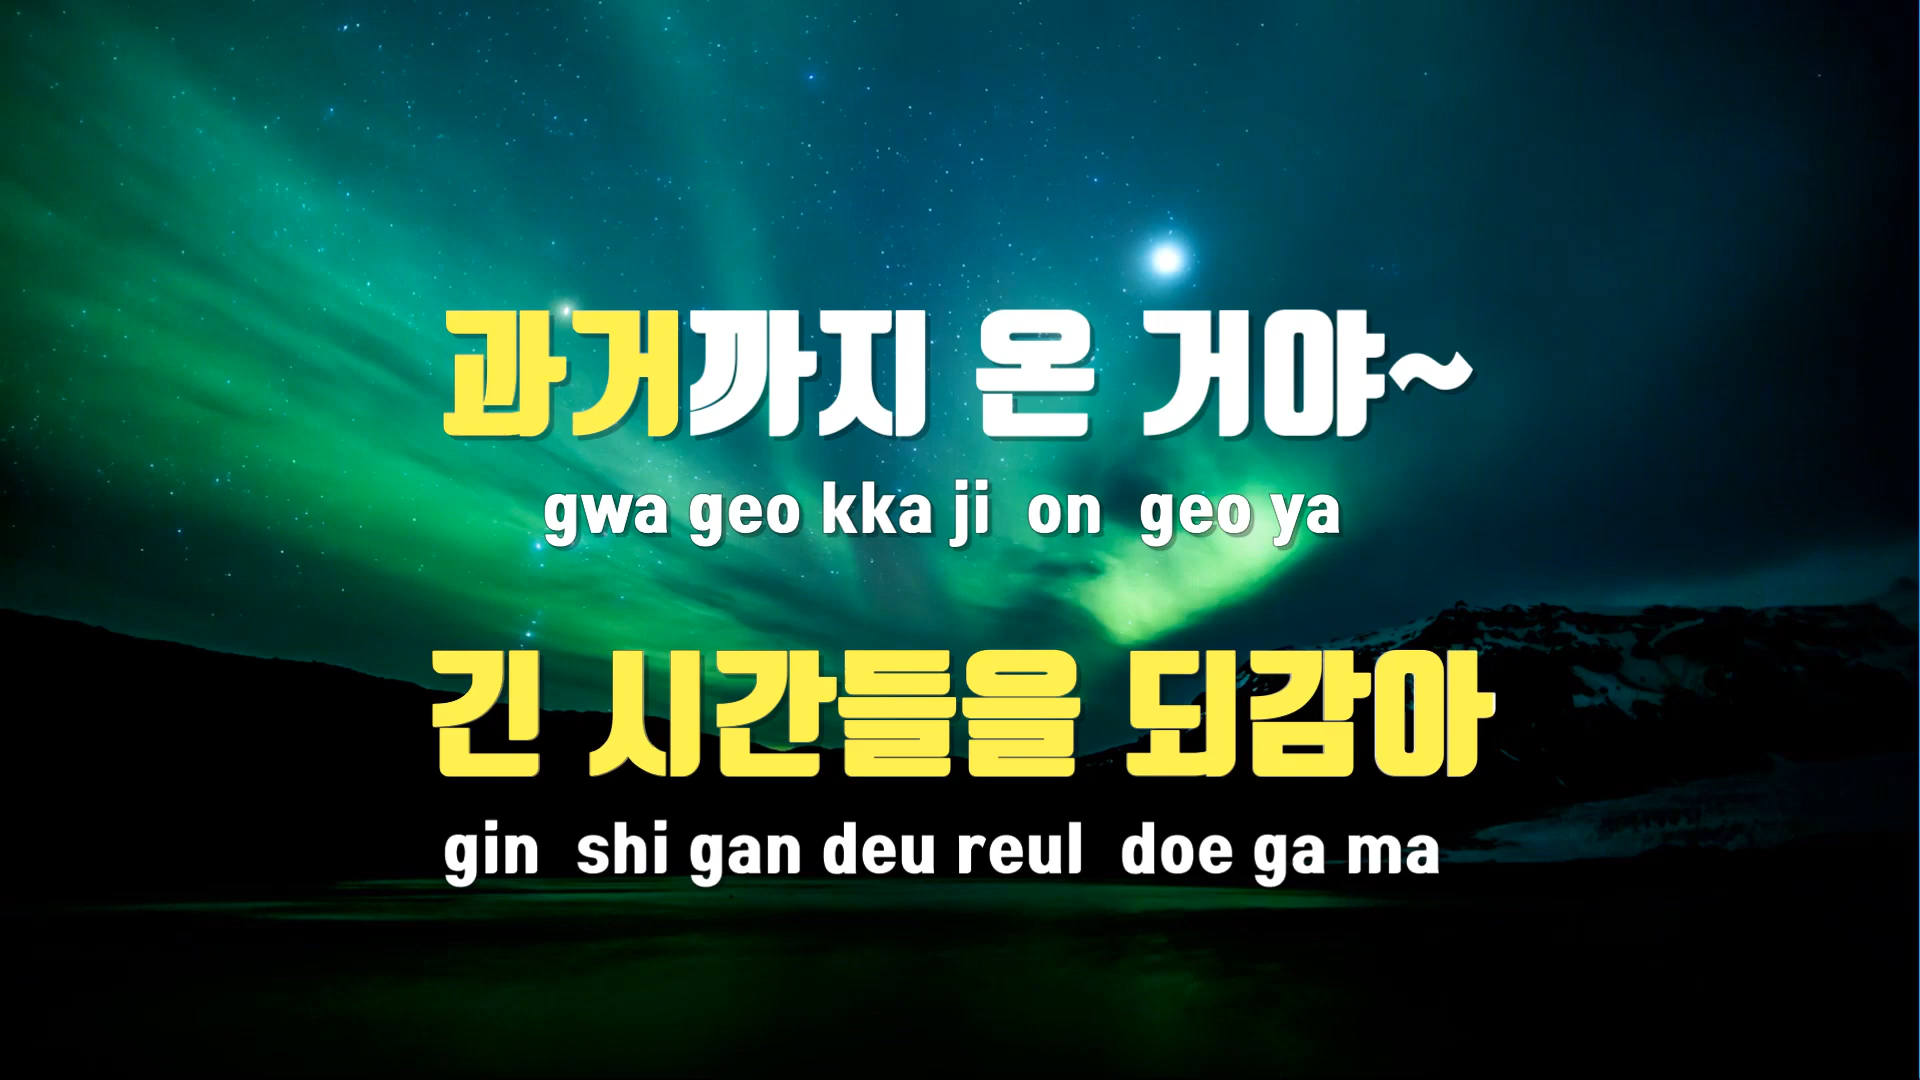 과거까지 온 거야~
gwa geo kka ji on geo ya
긴 시간들을 되감아
gin shi gan deu reul doe ga ma